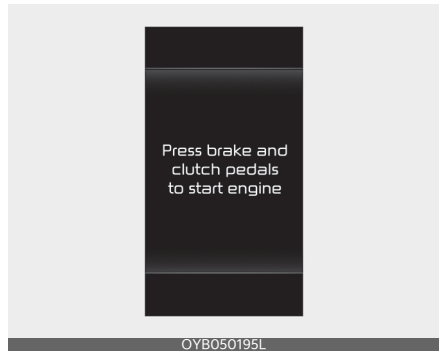 Press brake and
clutch pedals
to start engine
OYB050195L